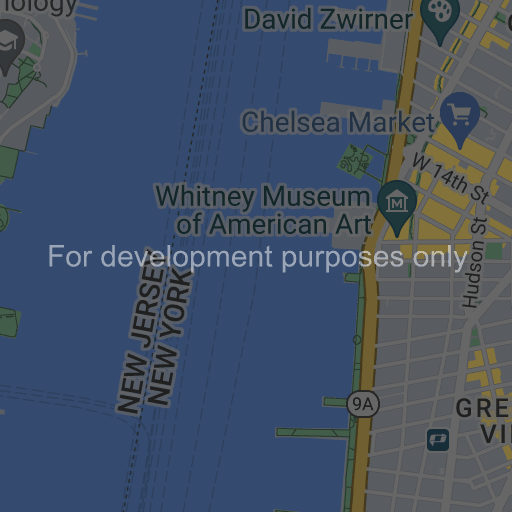 nology
David Zwirner
Chelsea Market
W 14th St
Whitney Museum
of American Art
For development purposes only
Hudson St
NEW JERSEY
NEW YORK
9A
GRE
VI